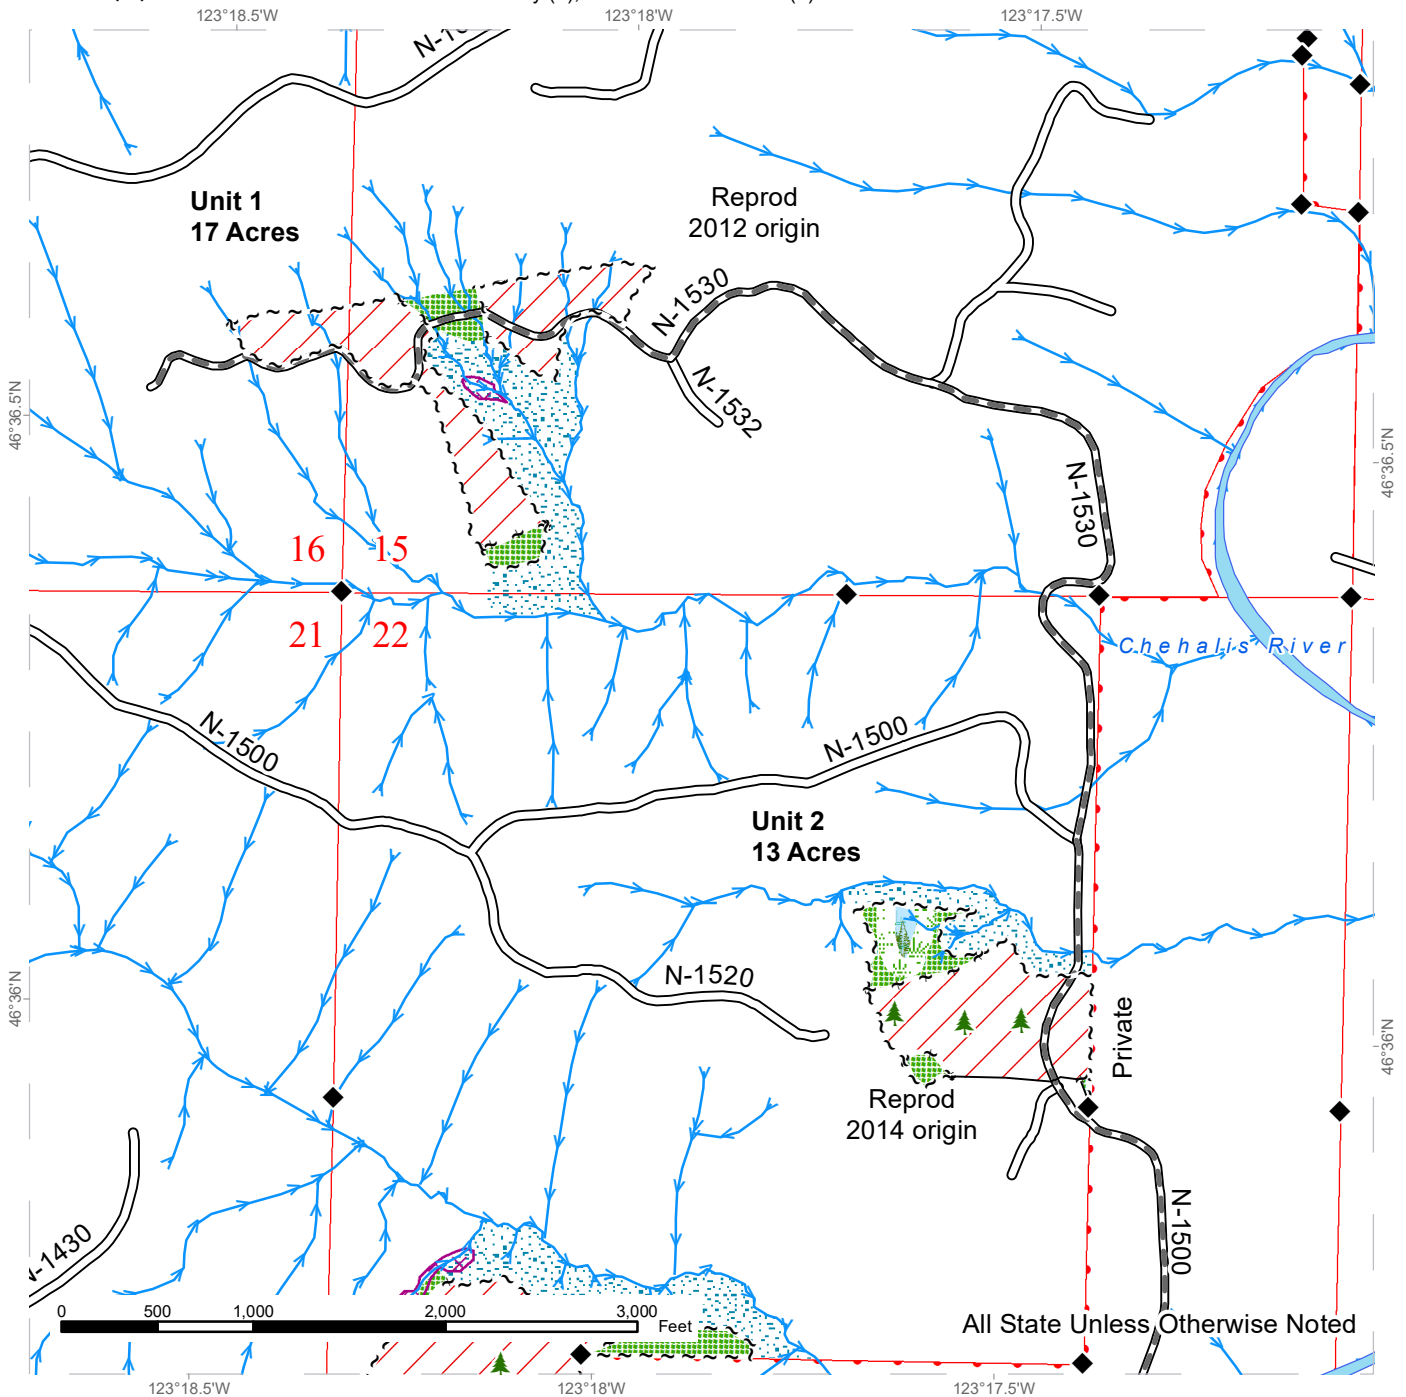 123°18.5'W
123°18'W
123°17.5'W
Unit 1
17 Acres
Reprod
2012 origin
N-1530
N-1532
46°36.5'N
46°36.5'N
N-1530
16
15
21
22
Chehalis River
N-1500
N-1500
Unit 2
13 Acres
N-1520
46°36'N
46°36'N
Private
Reprod
2014 origin
N-1500
N-1430
0
500
1,000
2,000
3,000
Feet
All State Unless Otherwise Noted
123°18.5'W
123°18'W
123°17.5'W